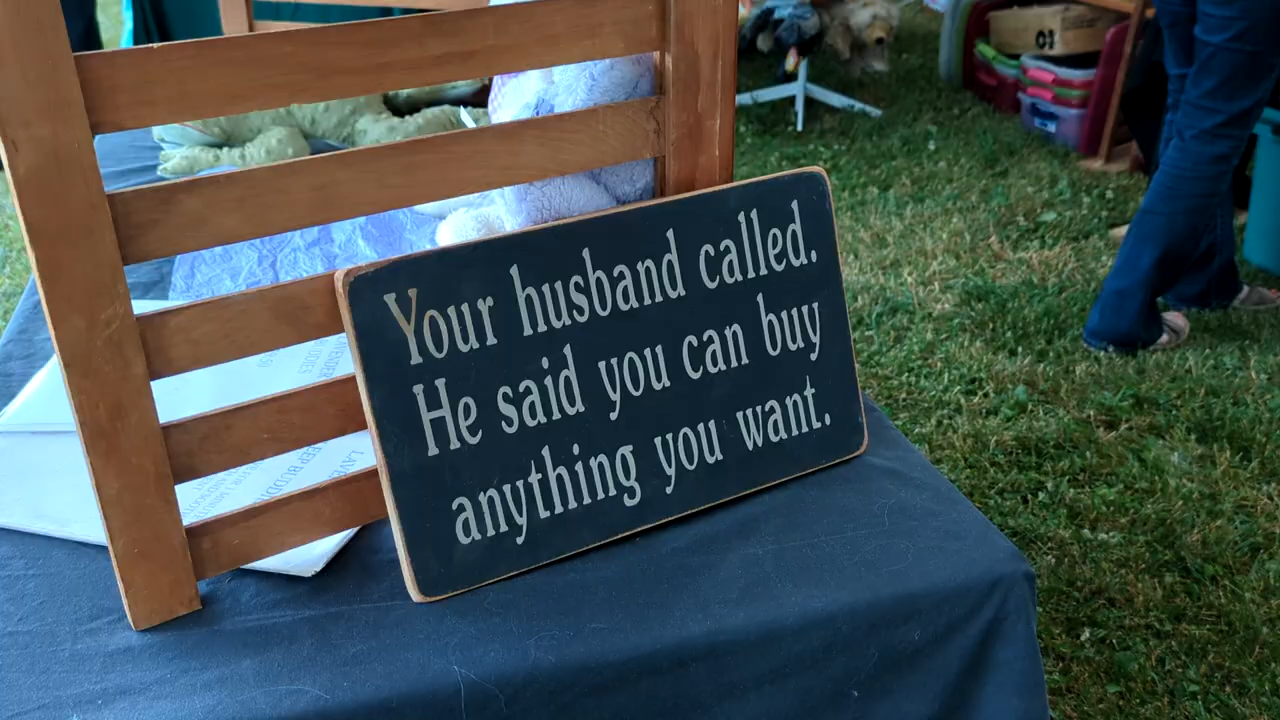 Your husband called.
He said you can buy
anything you want.